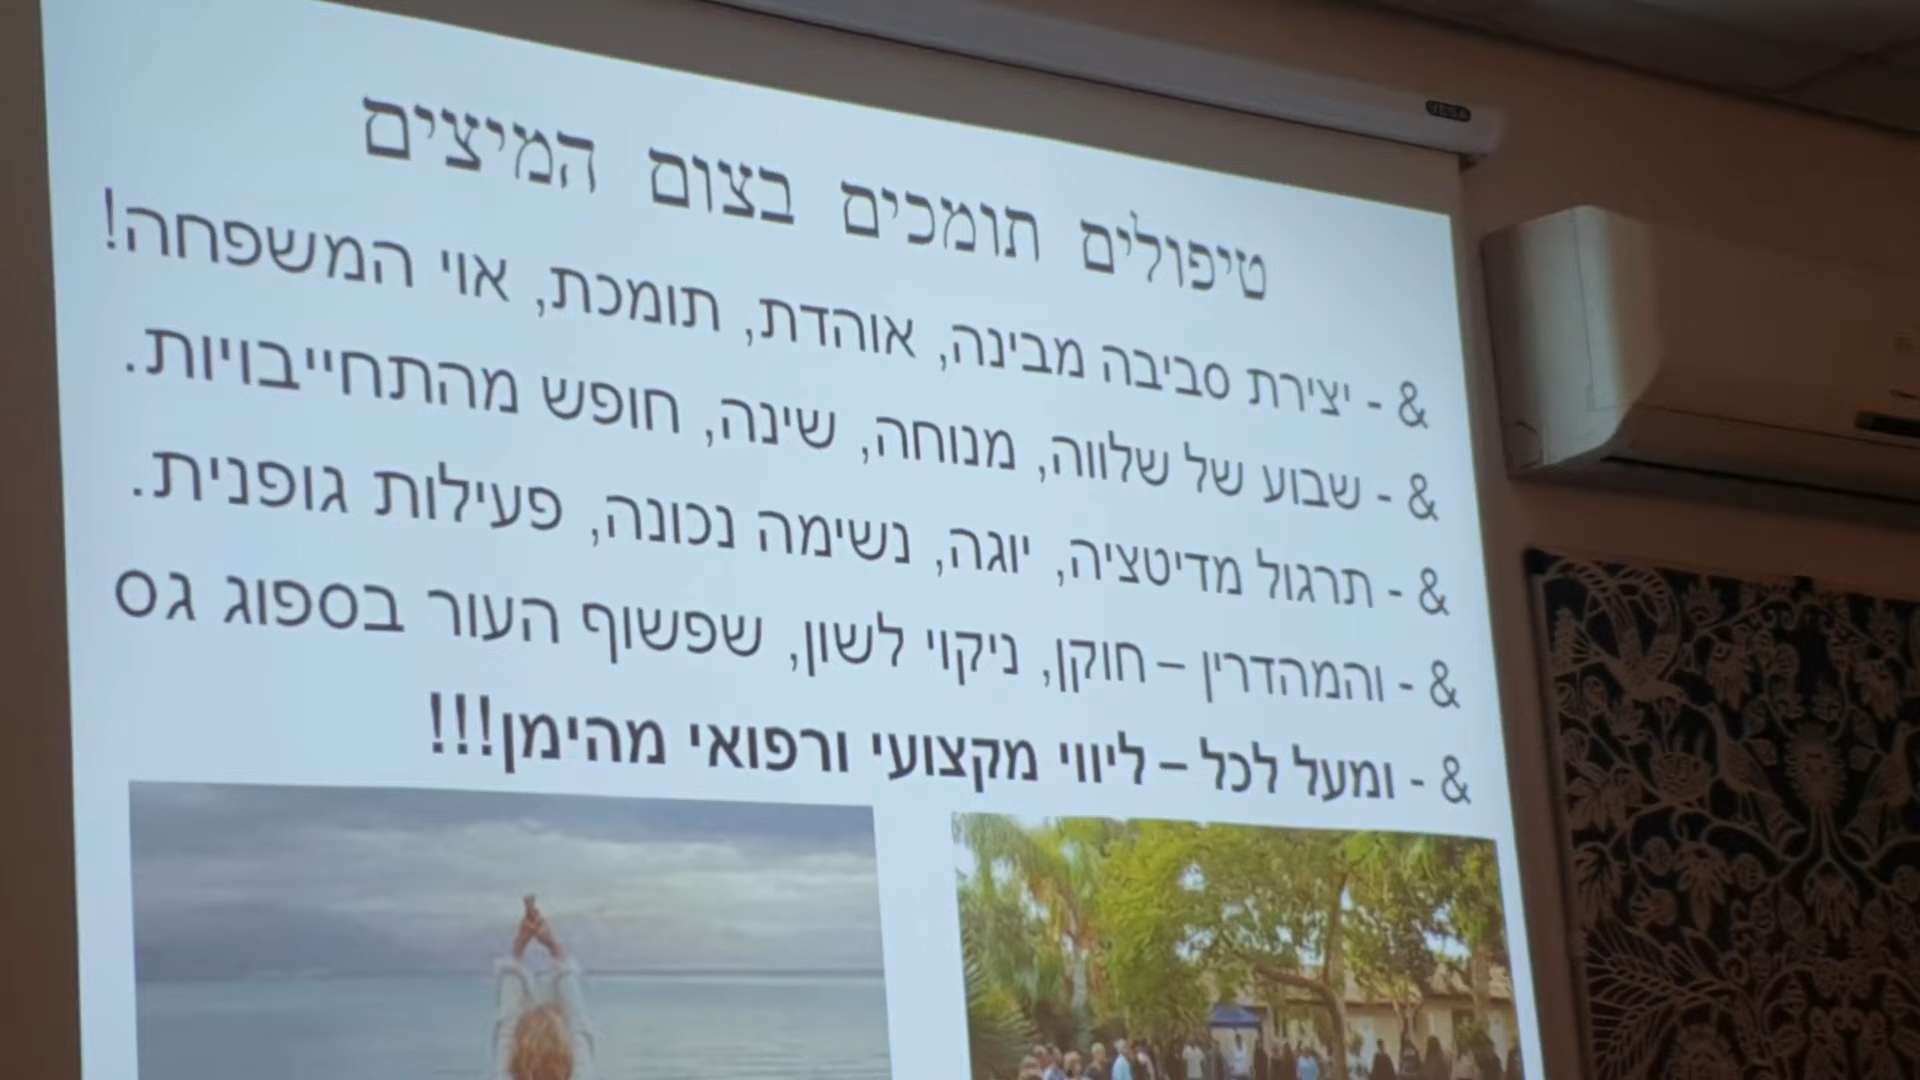 טיפולים תומכים בצום המיצים
& - יצירת סביבה מבינה, אוהדת, תומכת, אוי המשפחה!
& - שבוע של שלווה, מנוחה, שינה, חופש מהתחייבויות.
& - תרגול מדיטציה, יוגה, נשימה נכונה, פעילות גופנית.
& - והמהדרין – חוקן, ניקוי לשון, שפשוף העור בספוג גס
& - ומעל לכל – ליווי מקצועי ורפואי מהימן!!!
VEGA